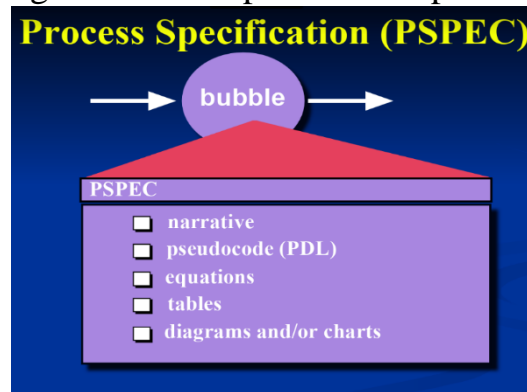 Process Specification (PSPEC)
bubble
PSPEC
narrative
pseudocode (PDL)
equations
tables
diagrams and/or charts